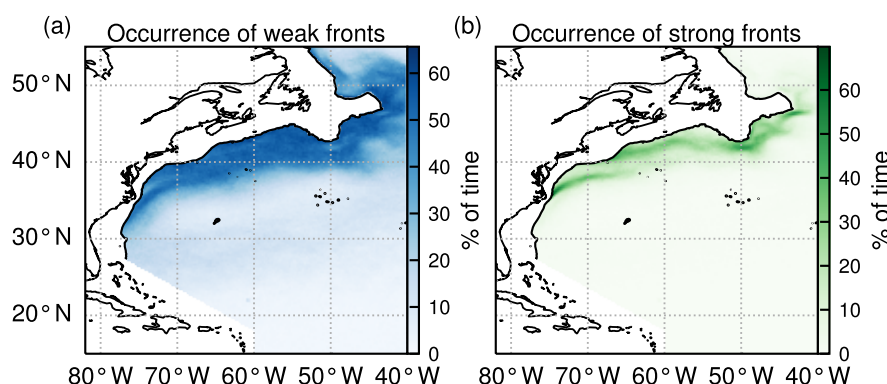 (a) Occurrence of weak fronts
50°N
40°N
30°N
20°N
80°W 70°W 60°W 50°W 40°W
60
50
40
30
20
10
0
% of time
(b) Occurrence of strong fronts
80°W 70°W 60°W 50°W 40°W
60
50
40
30
20
10
0
% of time